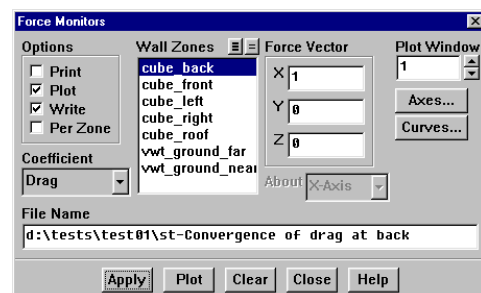 Force Monitors
Options
Print
Plot
Write
Per Zone
Coefficient
Drag
Wall Zones
cube_back
cube_front
cube_left
cube_right
cube_roof
vwt_ground_far
vwt_ground_near
Force Vector
X 1
Y 0
Z 0
About X-Axis
Plot Window
1
Axes...
Curves...
File Name
d:\tests\test01\st-Convergence of drag at back
Apply Plot Clear Close Help